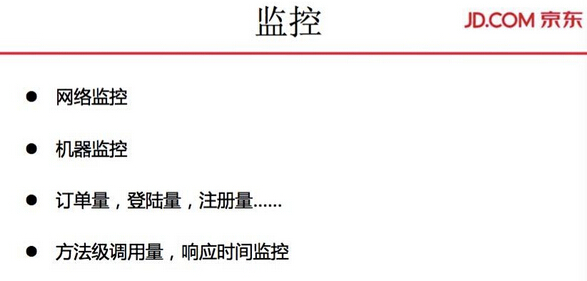 监控
JD.COM 京东
● 网络监控
● 机器监控
● 订单量，登陆量，注册量......
● 方法级调用量，响应时间监控